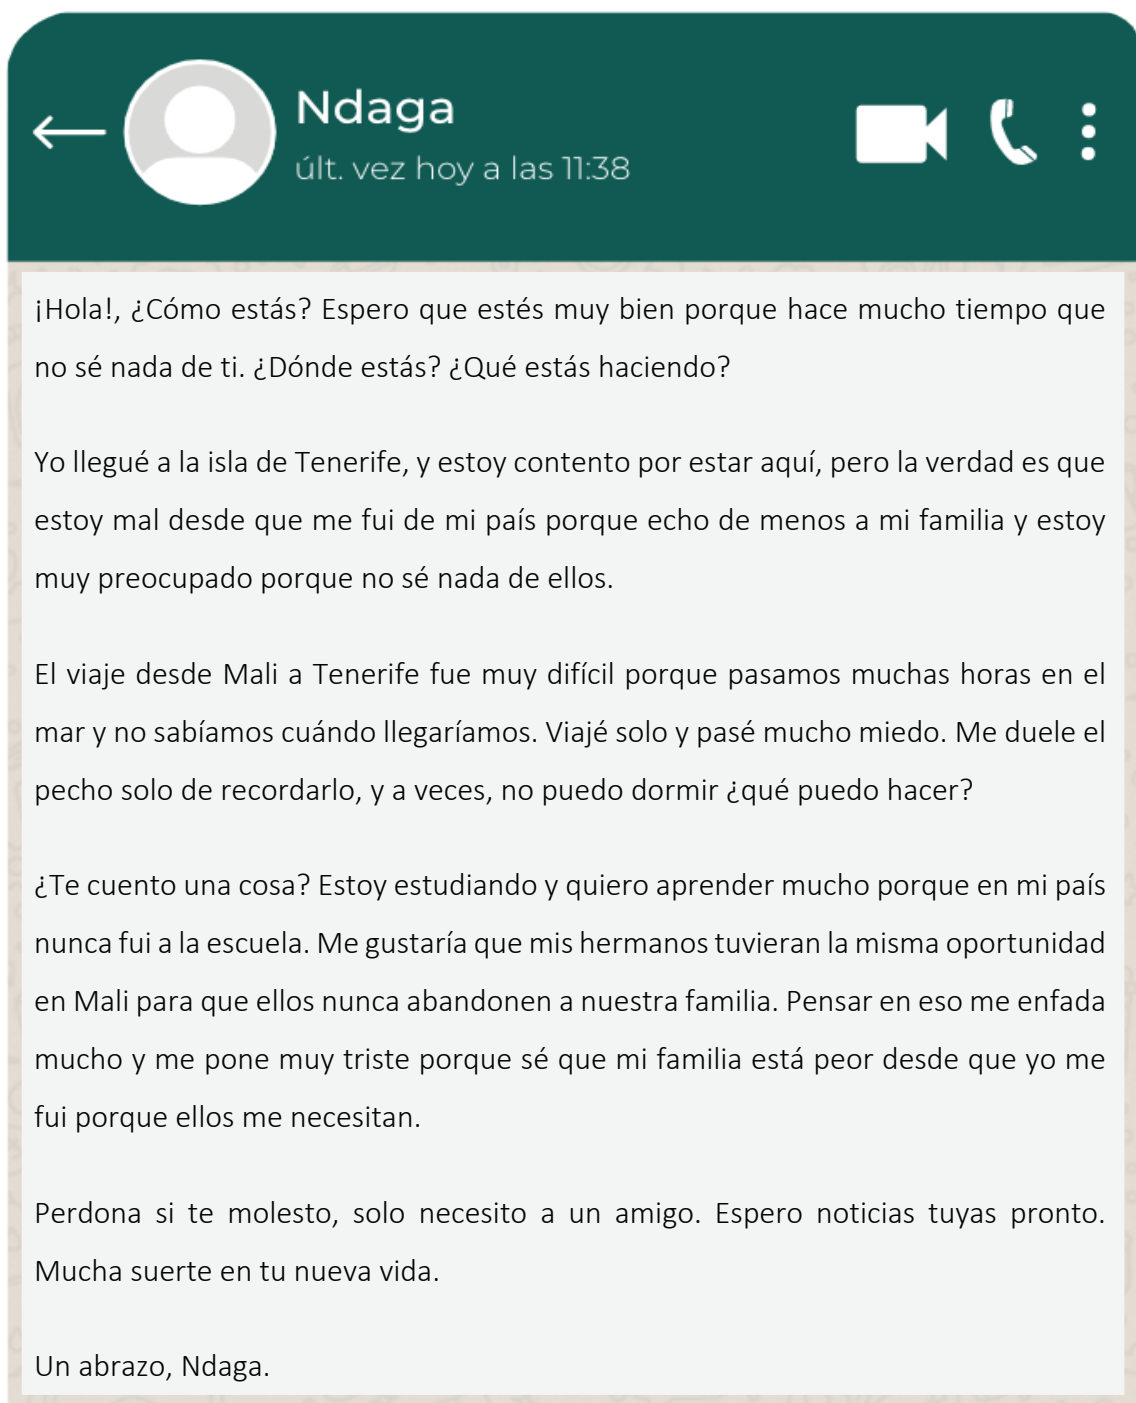 Ndaga
últ. vez hoy a las 11:38
¡Hola!, ¿Cómo estás? Espero que estés muy bien porque hace mucho tiempo que
no sé nada de ti. ¿Dónde estás? ¿Qué estás haciendo?
Yo llegué a la isla de Tenerife, y estoy contento por estar aquí, pero la verdad es que
estoy mal desde que me fui de mi país porque echo de menos a mi familia y estoy
muy preocupado porque no sé nada de ellos.
El viaje desde Mali a Tenerife fue muy difícil porque pasamos muchas horas en el
mar y no sabíamos cuándo llegaríamos. Viajé solo y pasé mucho miedo. Me duele el
pecho solo de recordarlo, y a veces, no puedo dormir ¿qué puedo hacer?
¿Te cuento una cosa? Estoy estudiando y quiero aprender mucho porque en mi país
nunca fui a la escuela. Me gustaría que mis hermanos tuvieran la misma oportunidad
en Mali para que ellos nunca abandonen a nuestra familia. Pensar en eso me enfada
mucho y me pone muy triste porque sé que mi familia está peor desde que yo me
fui porque ellos me necesitan.
Perdona si te molesto, solo necesito a un amigo. Espero noticias tuyas pronto.
Mucha suerte en tu nueva vida.
Un abrazo, Ndaga.